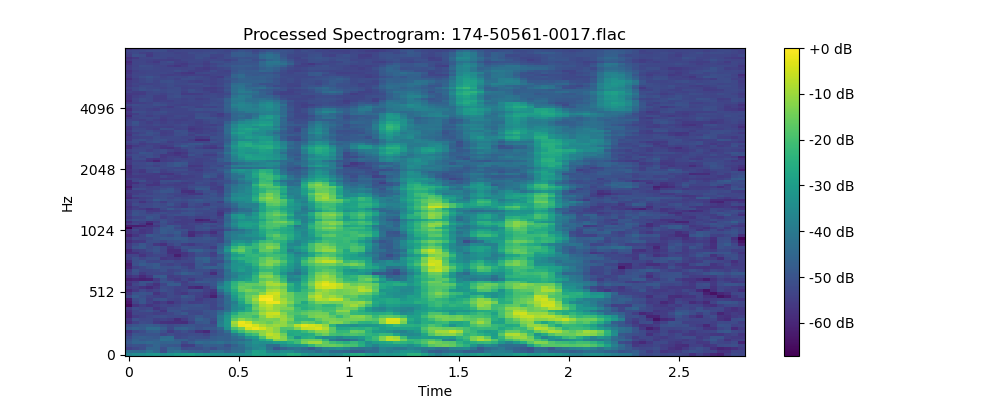 Processed Spectrogram: 174-50561-0017.flac
Hz
4096
2048
1024
512
0
0
0.5
1
1.5
2
2.5
Time
+0 dB
-10 dB
-20 dB
-30 dB
-40 dB
-50 dB
-60 dB